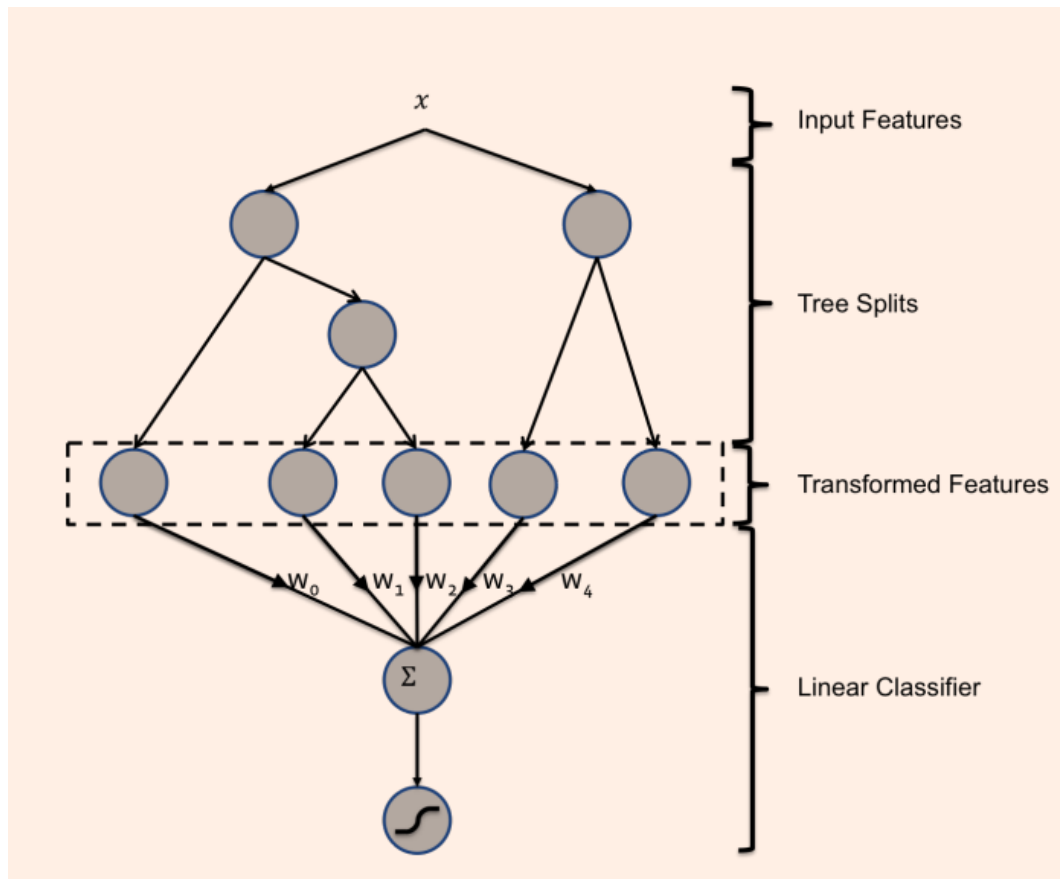 x
Input Features
Tree Splits
Transformed Features
W₀ W₁ W₂ W₃ W₄
Σ
Linear Classifier